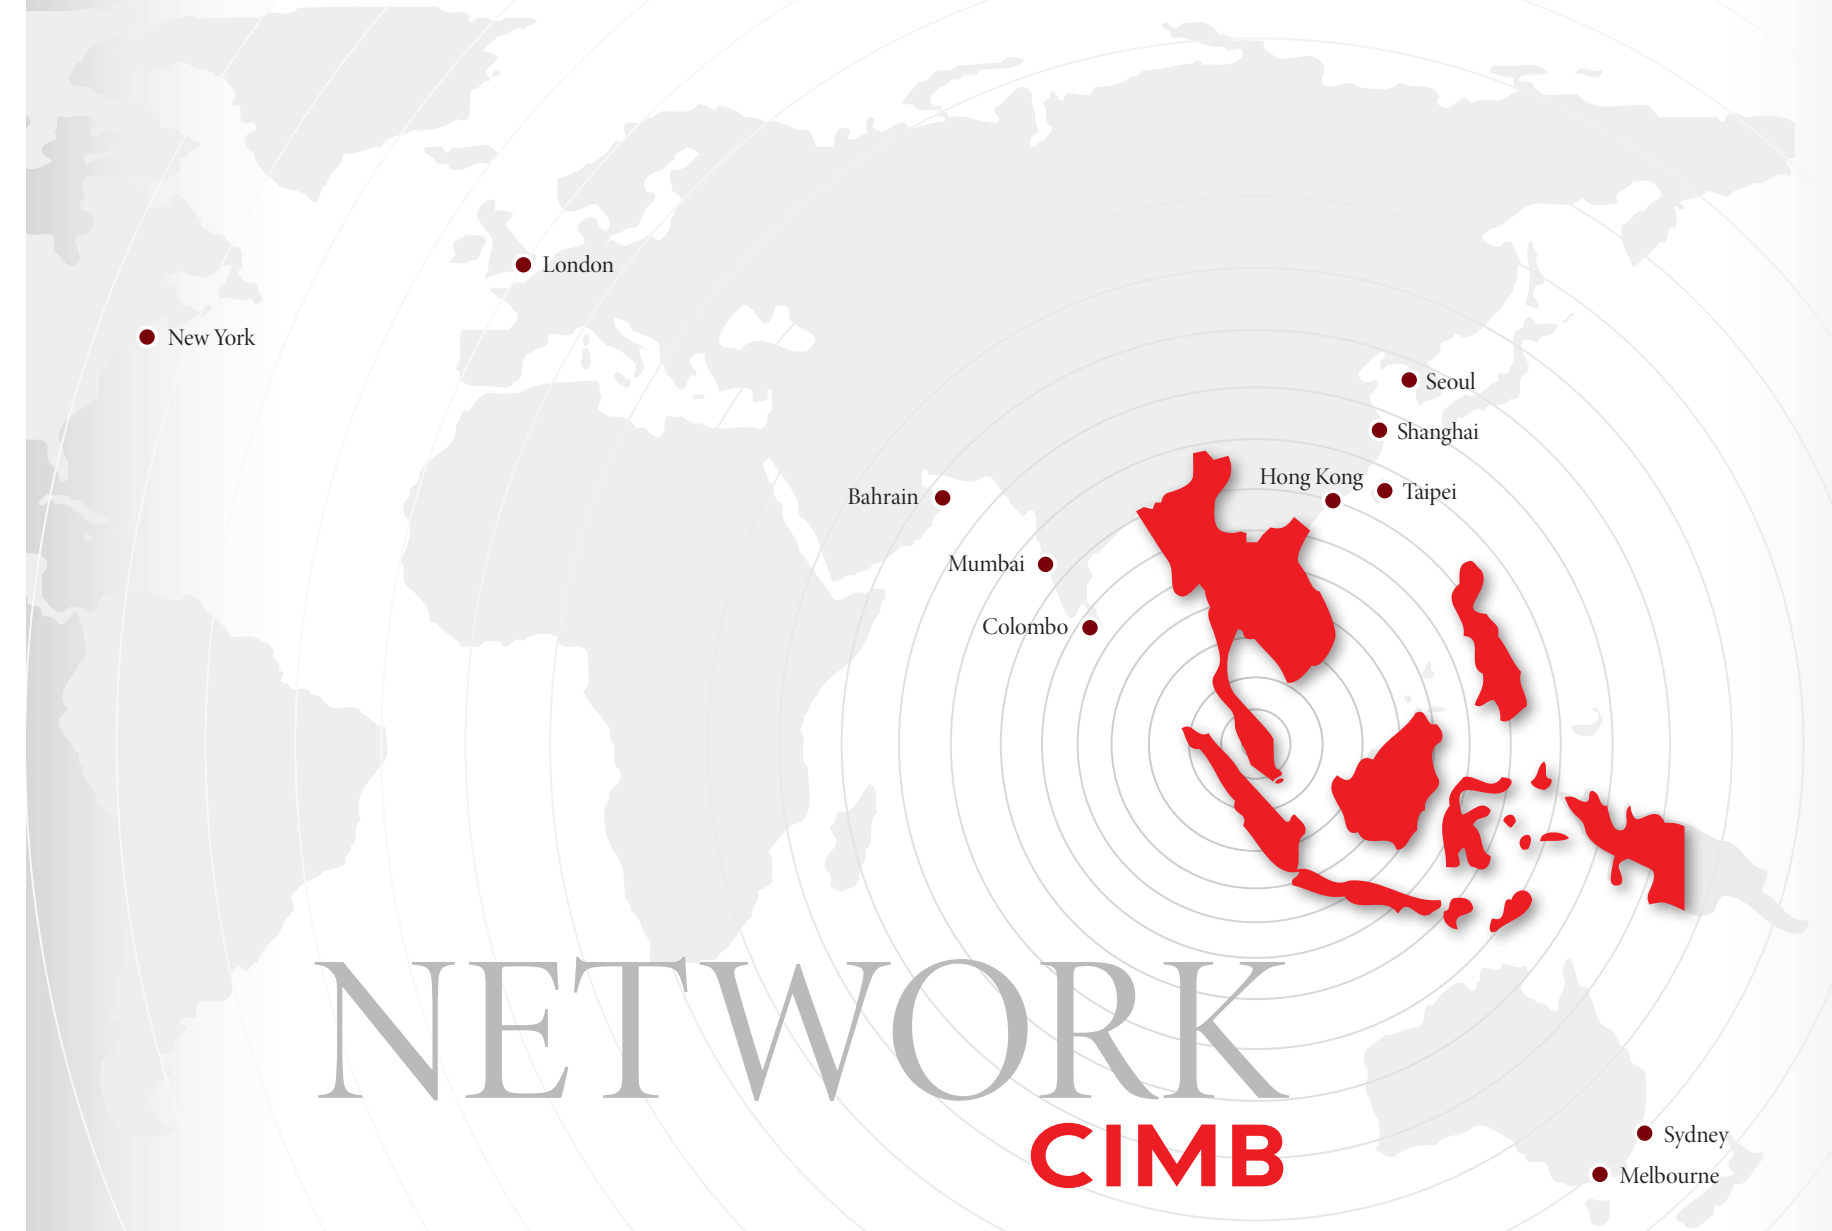 London
New York
Seoul
Shanghai
Hong Kong
Taipei
Bahrain
Mumbai
Colombo
NETWORK
CIMB
Sydney
Melbourne